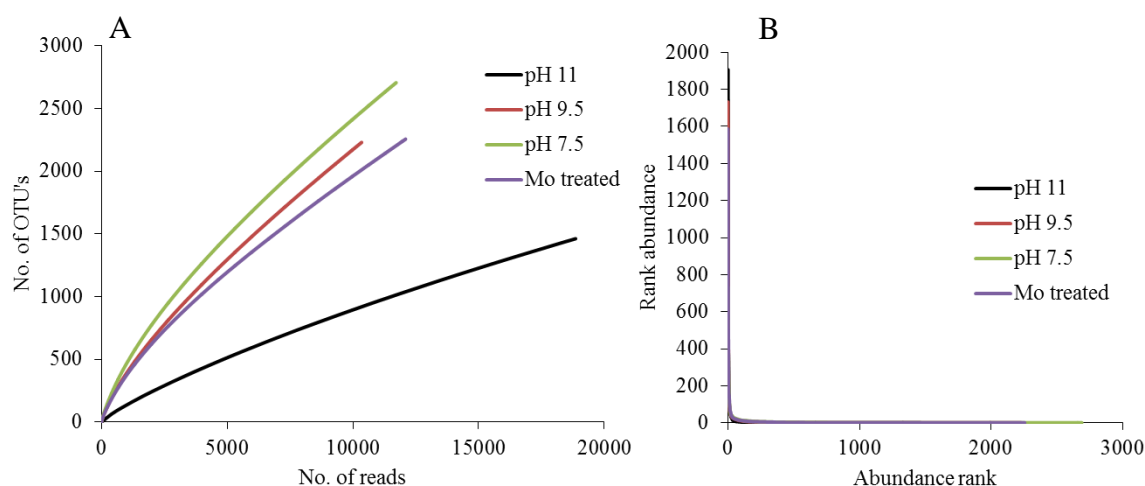 A
3000
2500
2000
1500
1000
500
0
No. of OTU's
0 5000 10000 15000 20000
No. of reads
pH 11
pH 9.5
pH 7.5
Mo treated
B
2000
1800
1600
1400
1200
1000
800
600
400
200
0
Rank abundance
0 1000 2000 3000
Abundance rank
pH 11
pH 9.5
pH 7.5
Mo treated